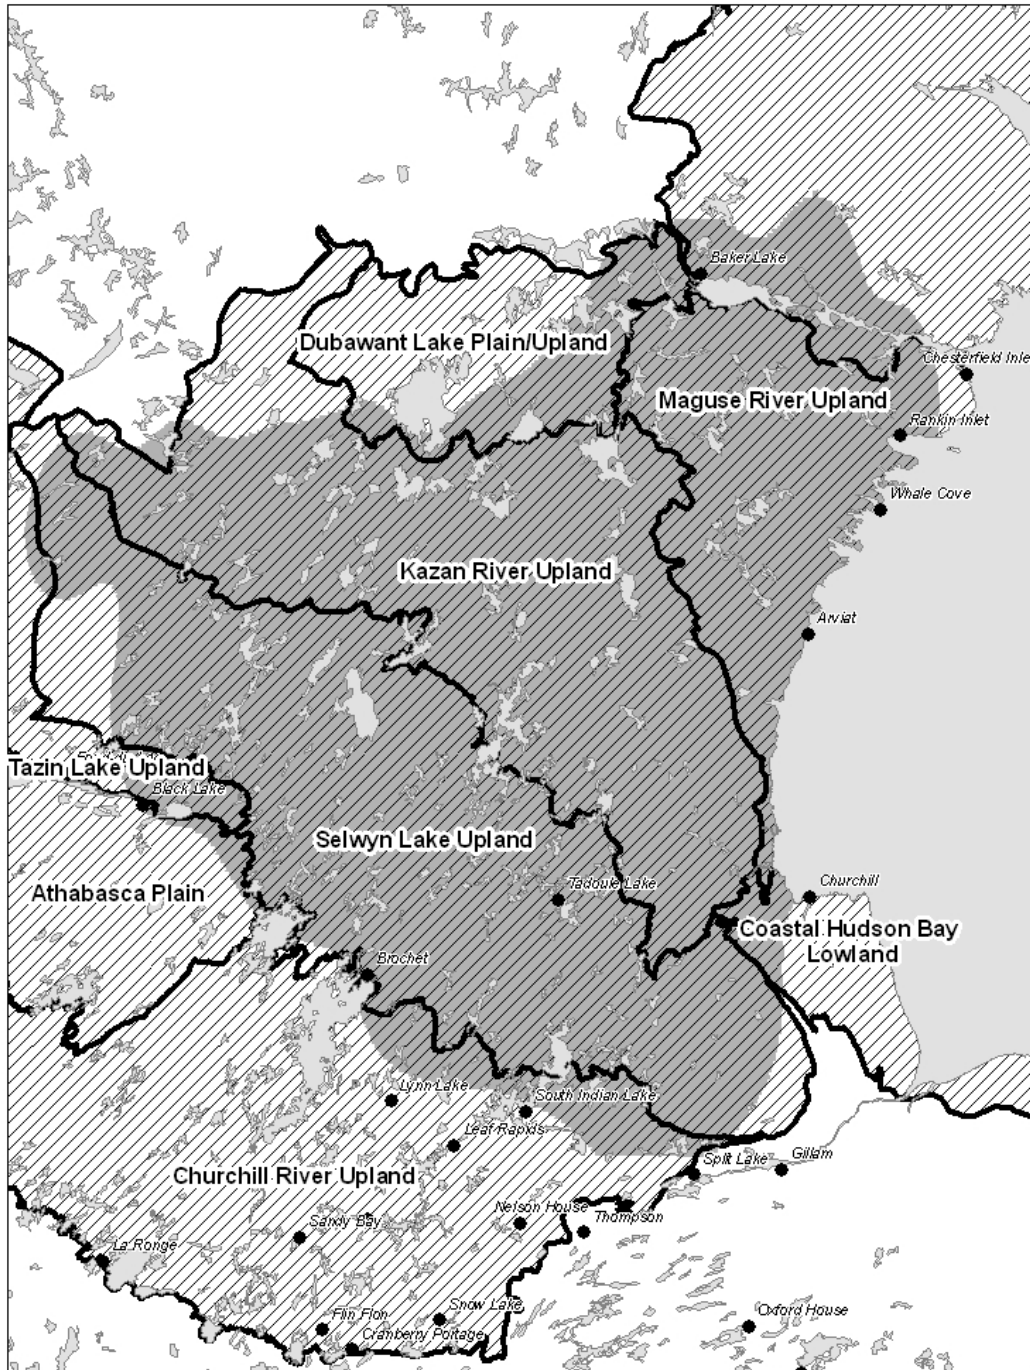 Baker Lake
Dubawant Lake Plain/Upland
Chesterfield Inle
Maguse River Upland
Rankin Inlet
Whale Cove
Kazan River Upland
Arviat
Tazin Lake Upland
Black Lake
Selwyn Lake Upland
Tadoule Lake
Churchill
Athabasca Plain
Coastal Hudson Bay
Lowland
Brochet
Lynn Lake
South Indian Lake
Leaf Rapids
Churchill River Upland
Split Lake
Gillam
Nelson House
Thompson
Sandy Bay
La Ronge
Snow Lake
Oxford House
Flin Flon
Cranberry Portage